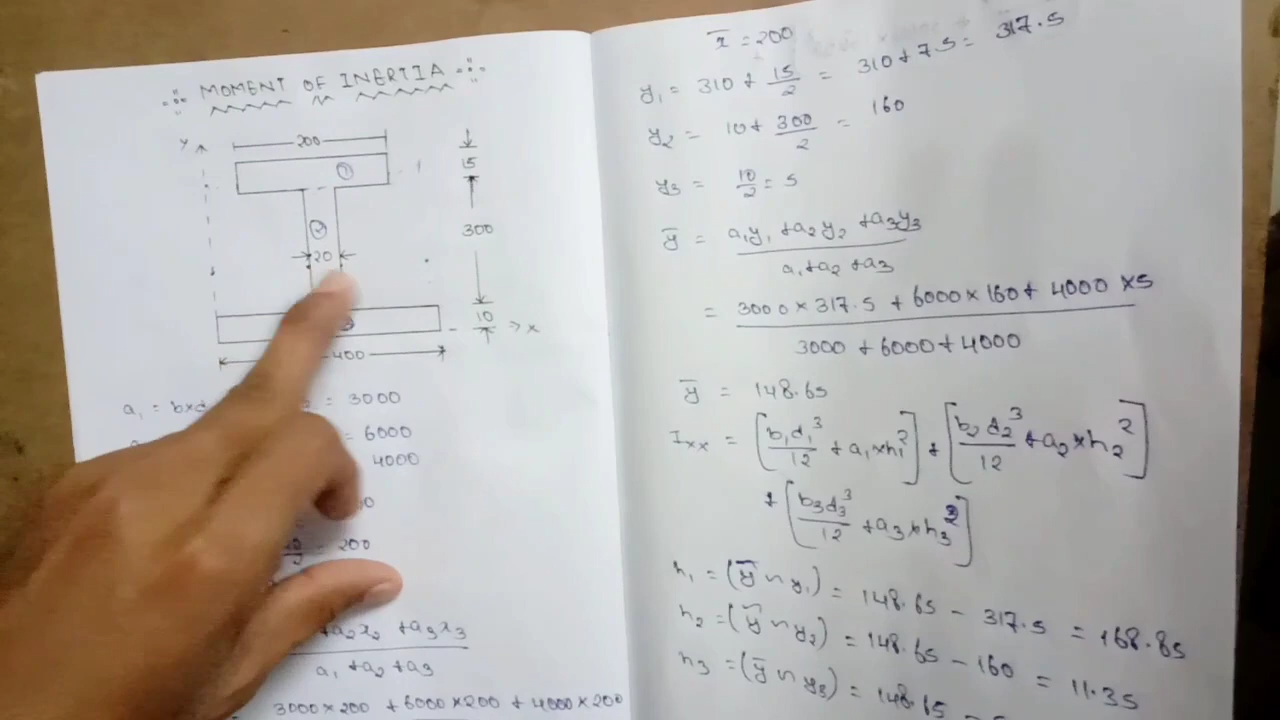 MOMENT OF INERTIA
200
Y
15
①
②
300
20
10
→ x
400
a₁ = b×d = 3000
= 6000
4000
= 200
+a₂x₂ +a₃x₃
a₁ +a₂ +a₃
3000×200 +6000×200 + 4000×200
x̄ = 200
y₁ = 310 + 15/2 = 310+7.5 = 317.5
y₂ = 10+ 300/2 = 160
y₃ = 10/2 = 5
ȳ = a₁y₁ +a₂y₂ +a₃y₃
a₁+a₂ +a₃
= 3000×317.5 + 6000×160+ 4000 ×5
3000 +6000+4000
ȳ = 148.65
Ixx = [b₁d₁³/12 +a₁×h₁²] + [b₂d₂³/12 +a₂×h₂²]
+ [b₃d₃³/12 +a₃×h₃²]
h₁ = (ȳ ~ y₁) = 148.65 - 317.5 = 168.85
h₂ = (ȳ ~ y₂) = 148.65 - 160 = 11.35
h₃ = (ȳ ~ y₃) = 148.65 -